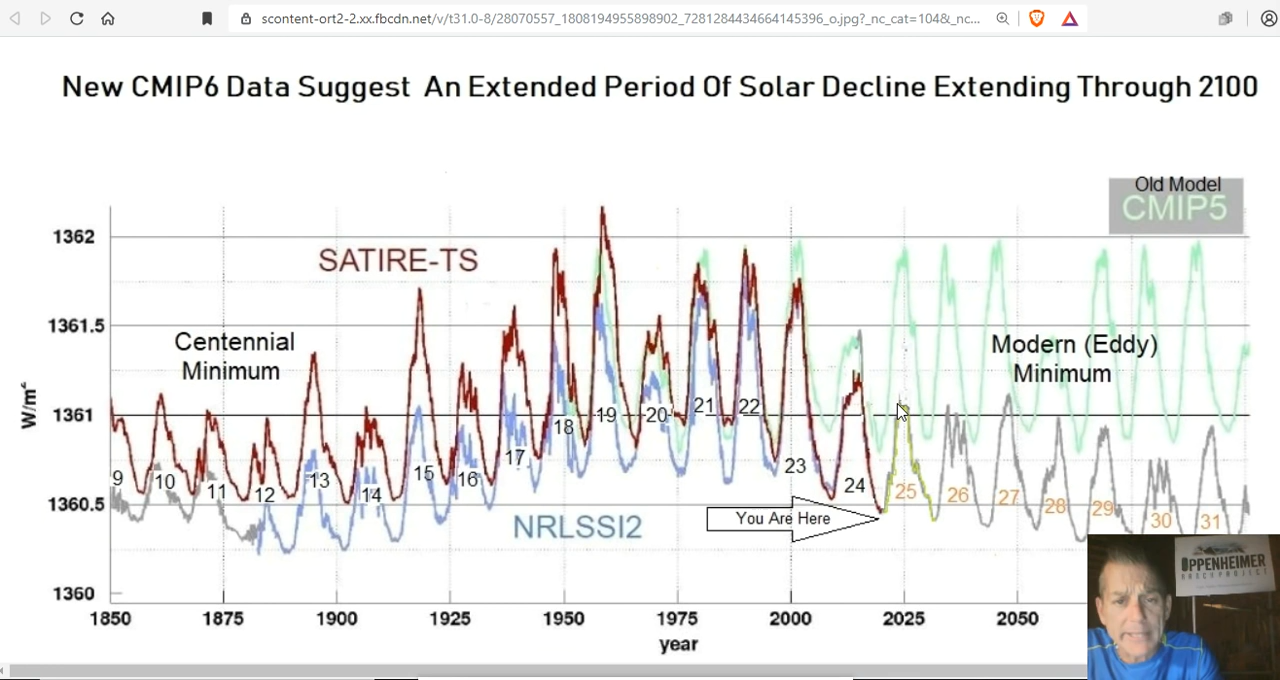 scontent-ort2-2.xx.fbcdn.net/v/t31.0-8/28070557_1808194955898902_7281284434664145396_o.jpg?_nc_cat=104&_nc...
New CMIP6 Data Suggest An Extended Period Of Solar Decline Extending Through 2100
Old Model
CMIP5
1362
SATIRE-TS
1361.5
Centennial
Minimum
Modern (Eddy)
Minimum
W/m²
1361
9 10 11 12 13 14 15 16 17 18 19 20 21 22 23 24 25 26 27 28 29 30 31
1360.5
You Are Here
NRLSSI2
1360
OPPENHEIMER
RANCH PROJECT
1850 1875 1900 1925 1950 1975 2000 2025 2050
year